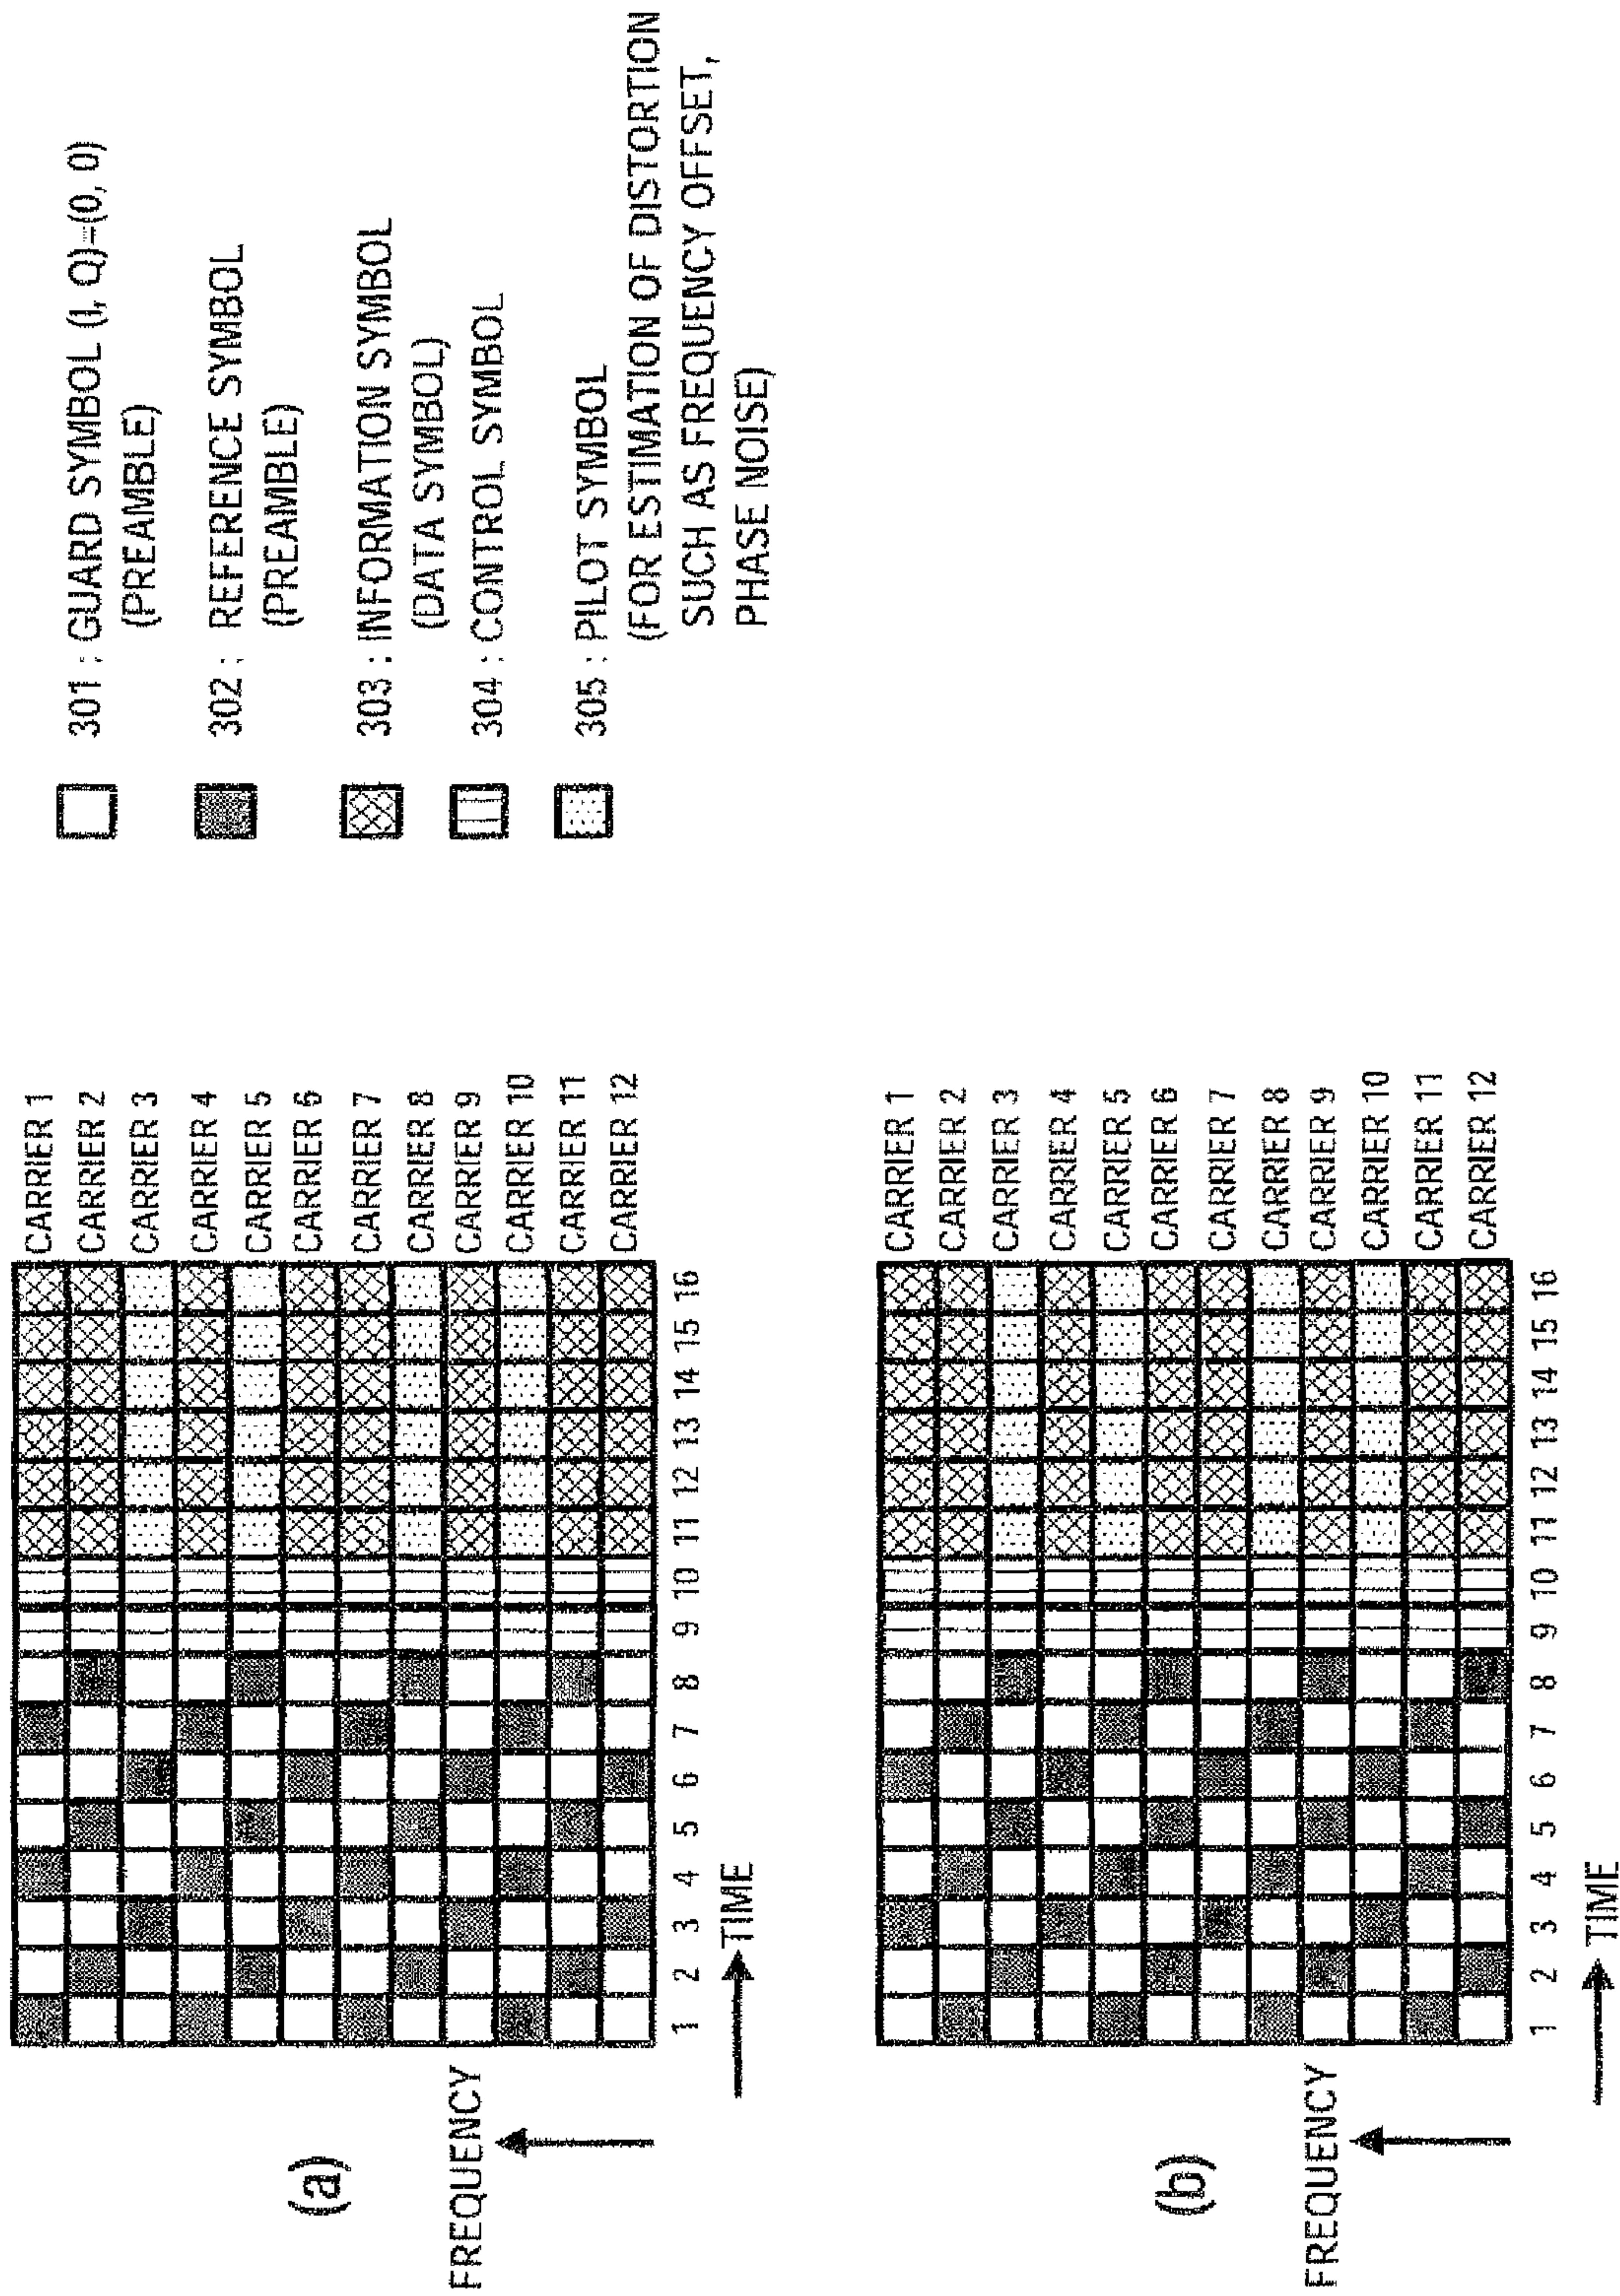 (a)
FREQUENCY
CARRIER 1
CARRIER 2
CARRIER 3
CARRIER 4
CARRIER 5
CARRIER 6
CARRIER 7
CARRIER 8
CARRIER 9
CARRIER 10
CARRIER 11
CARRIER 12
1 2 3 4 5 6 7 8 9 10 11 12 13 14 15 16
TIME
301 : GUARD SYMBOL (I, Q)=(0, 0)
(PREAMBLE)
302 : REFERENCE SYMBOL
(PREAMBLE)
303 : INFORMATION SYMBOL
(DATA SYMBOL)
304 : CONTROL SYMBOL
305 : PILOT SYMBOL
(FOR ESTIMATION OF DISTORTION
SUCH AS FREQUENCY OFFSET,
PHASE NOISE)
(b)
FREQUENCY
CARRIER 1
CARRIER 2
CARRIER 3
CARRIER 4
CARRIER 5
CARRIER 6
CARRIER 7
CARRIER 8
CARRIER 9
CARRIER 10
CARRIER 11
CARRIER 12
1 2 3 4 5 6 7 8 9 10 11 12 13 14 15 16
TIME